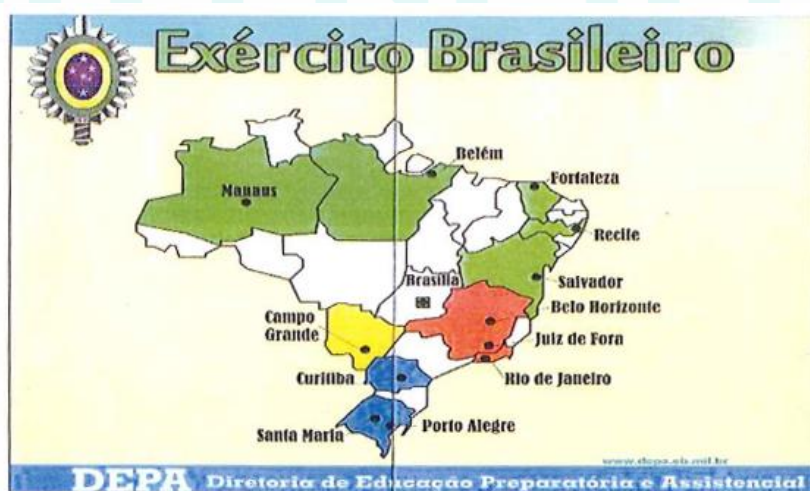 Exército Brasileiro
Belém
Manaus
Fortaleza
Recife
Brasília
Salvador
Belo Horizonte
Campo
Grande
Juiz de Fora
Curitiba
Rio de Janeiro
Santa Maria
Porto Alegre
www.depa.eb.mil.br
DEPA Diretoria de Educação Preparatória e Assistencial